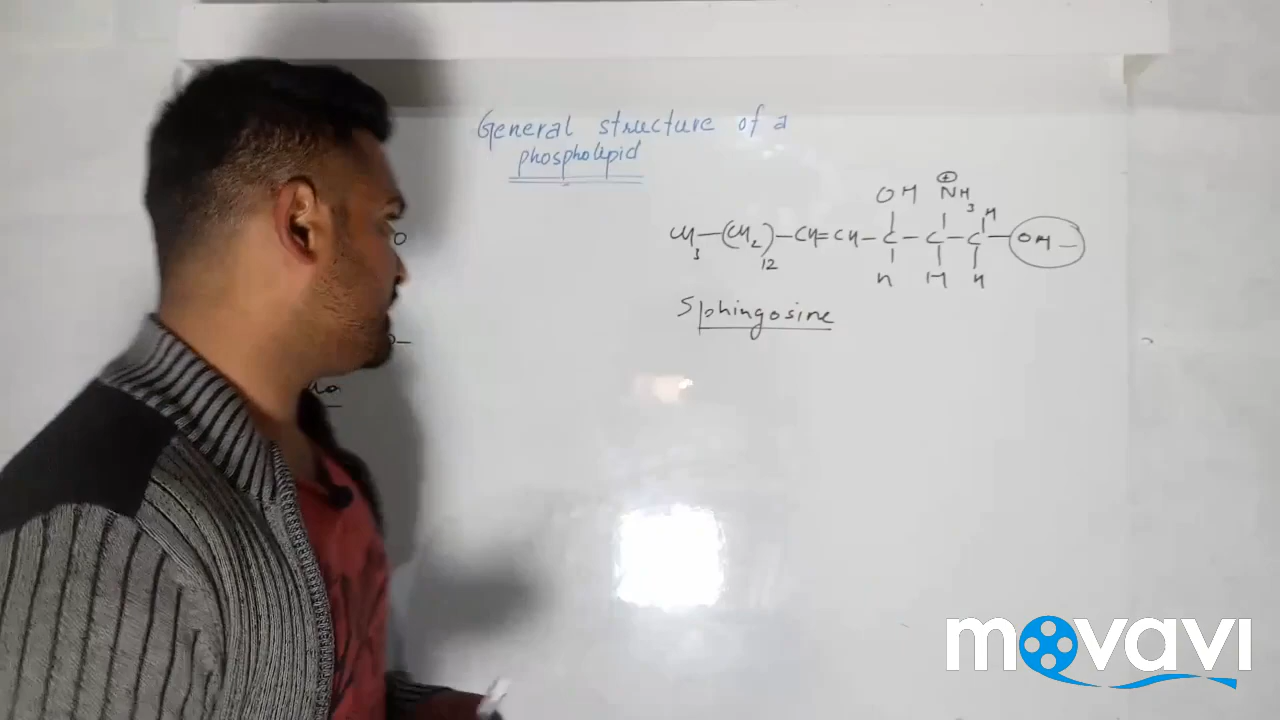 General structure of a
phospholipid
OH NH3
CH3-(CH2)12-CH=CH-C-C-C-OH
H
H H H
Sphingosine
movavi